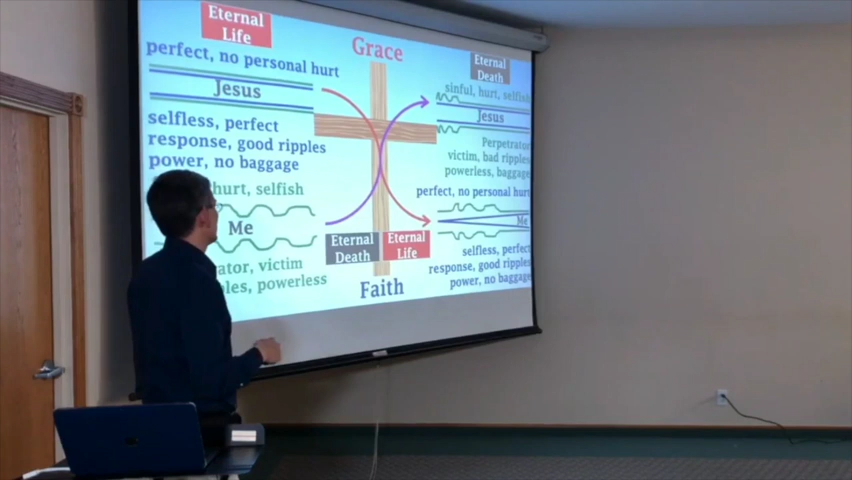 Eternal
Life
perfect, no personal hurt
Jesus
selfless, perfect
response, good ripples
power, no baggage
hurt, selfish
Me
victim
powerless
Grace
Eternal
Death
Eternal
Life
Faith
Eternal
Death
sinful, hurt, selfish
Jesus
Perpetrator
victim, bad ripples
powerless, baggage
perfect, no personal hurt
Me
selfless, perfect
response, good ripples
power, no baggage